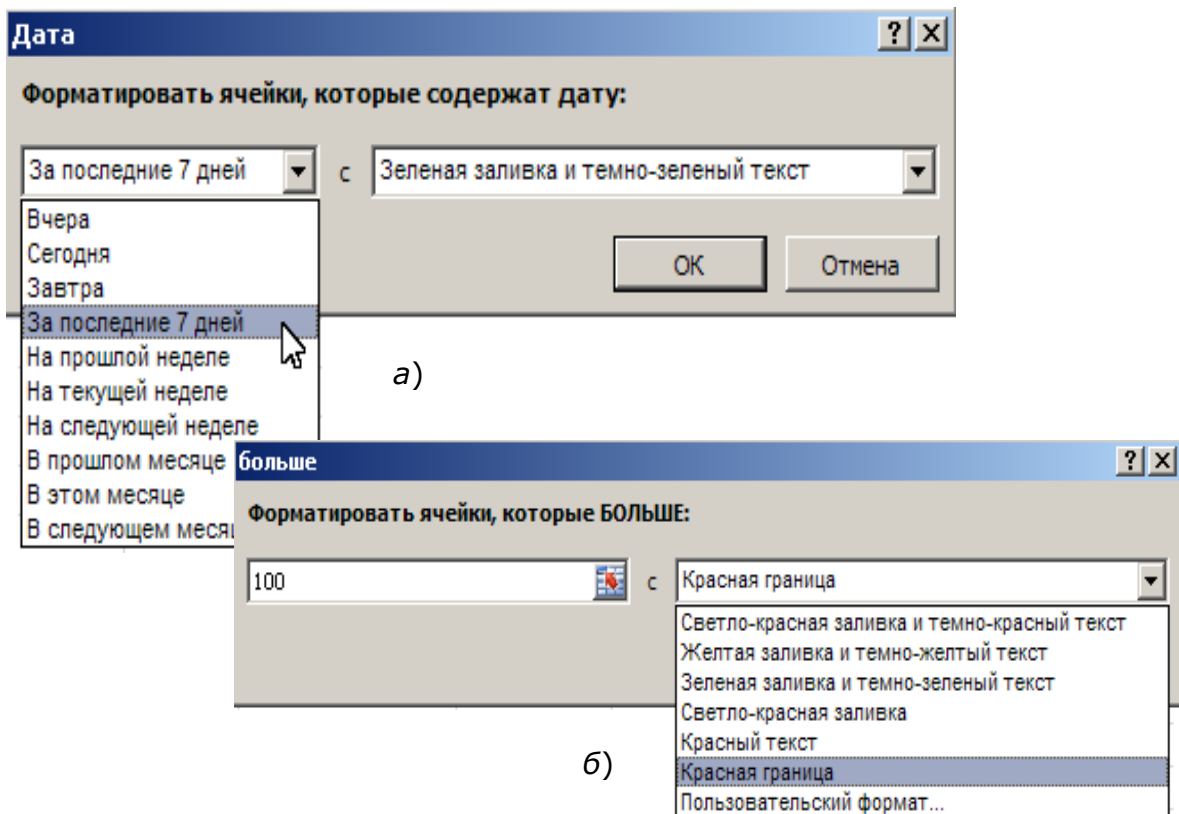 Дата
Форматировать ячейки, которые содержат дату:
За последние 7 дней с Зеленая заливка и темно-зеленый текст
Вчера
Сегодня
Завтра
За последние 7 дней
На прошлой неделе
На текущей неделе
На следующей неделе
В прошлом месяце
В этом месяце
В следующем
ОК Отмена
а)
больше
Форматировать ячейки, которые БОЛЬШЕ:
100 с Красная граница
Светло-красная заливка и темно-красный текст
Желтая заливка и темно-желтый текст
Зеленая заливка и темно-зеленый текст
Светло-красная заливка
Красный текст
Красная граница
Пользовательский формат...
б)